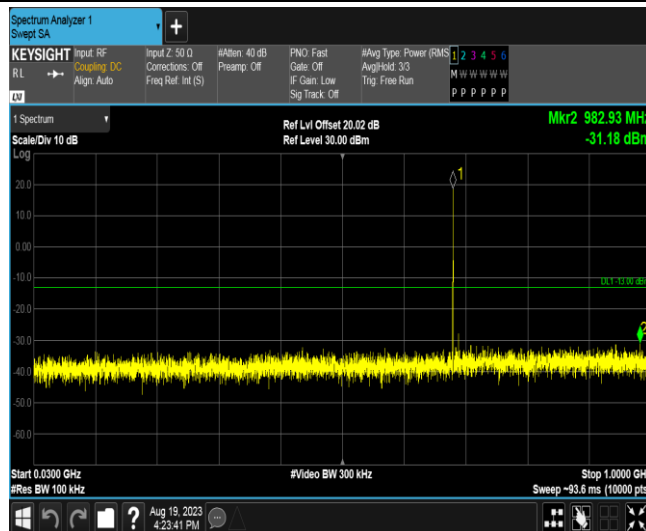 Spectrum Analyzer 1
Swept SA
KEYSIGHT
RL
LXI
Input: RF
Coupling: DC
Align: Auto
Input Z: 50 Ω
Corrections: Off
Freq Ref: Int (S)
#Atten: 40 dB
Preamp: Off
PNO: Fast
Gate: Off
IF Gain: Low
Sig Track: Off
#Avg Type: Power (RMS
Avg|Hold: 3/3
Trig: Free Run
1 2 3 4 5 6
M W W W W W
P P P P P P
1 Spectrum
Scale/Div 10 dB
Log
Ref Lvl Offset 20.02 dB
Ref Level 30.00 dBm
Mkr2 982.93 MHz
-31.18 dBm
1
20.0
10.0
0.00
-10.0
DL1 -13.00 dBm
-20.0
-30.0
2
-40.0
-50.0
-60.0
Start 0.0300 GHz
#Res BW 100 kHz
#Video BW 300 kHz
Stop 1.0000 GH
Sweep ~93.6 ms (10000 pts
?
Aug 19, 2023
4:23:41 PM